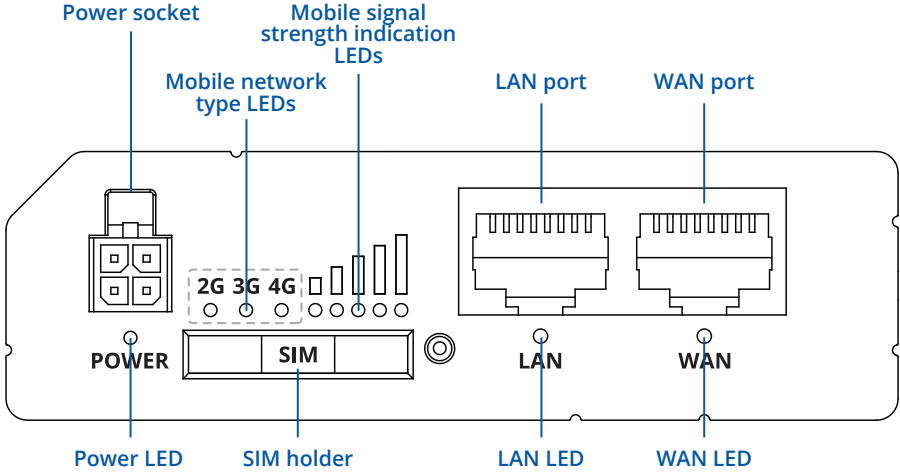 Power socket
Mobile signal
strength indication
LEDs
Mobile network
type LEDs
LAN port
WAN port
2G 3G 4G
POWER
SIM
LAN
WAN
Power LED
SIM holder
LAN LED
WAN LED